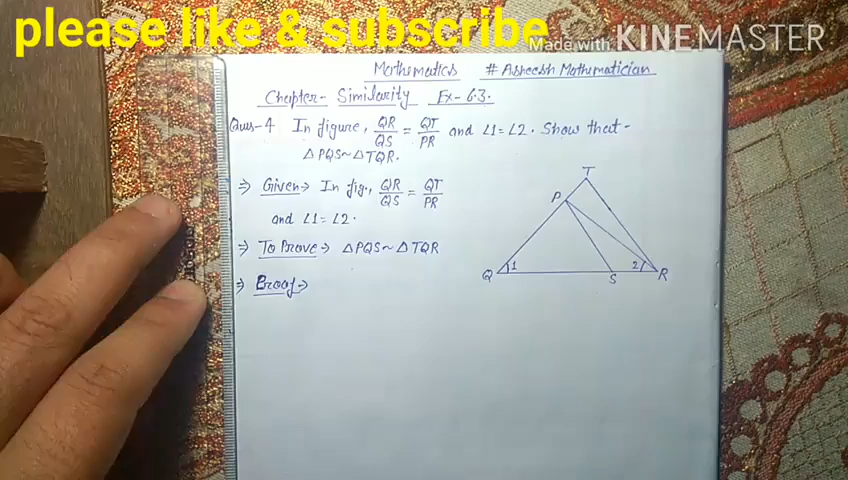 please like & subscribe
Made with KINEMASTER
Mathematics # Asheesh Mathematician
Chapter- Similarity Ex- 6.3.
Ques-4 In figure, QR/QS = QT/PR and ∠1=∠2. Show that-
△PQS~△TQR.
⇒ Given→ In fig., QR/QS = QT/PR
and ∠1=∠2.
⇒ To Prove→ △PQS~△TQR
⇒ Proof→
T
P
Q 1 S 2 R